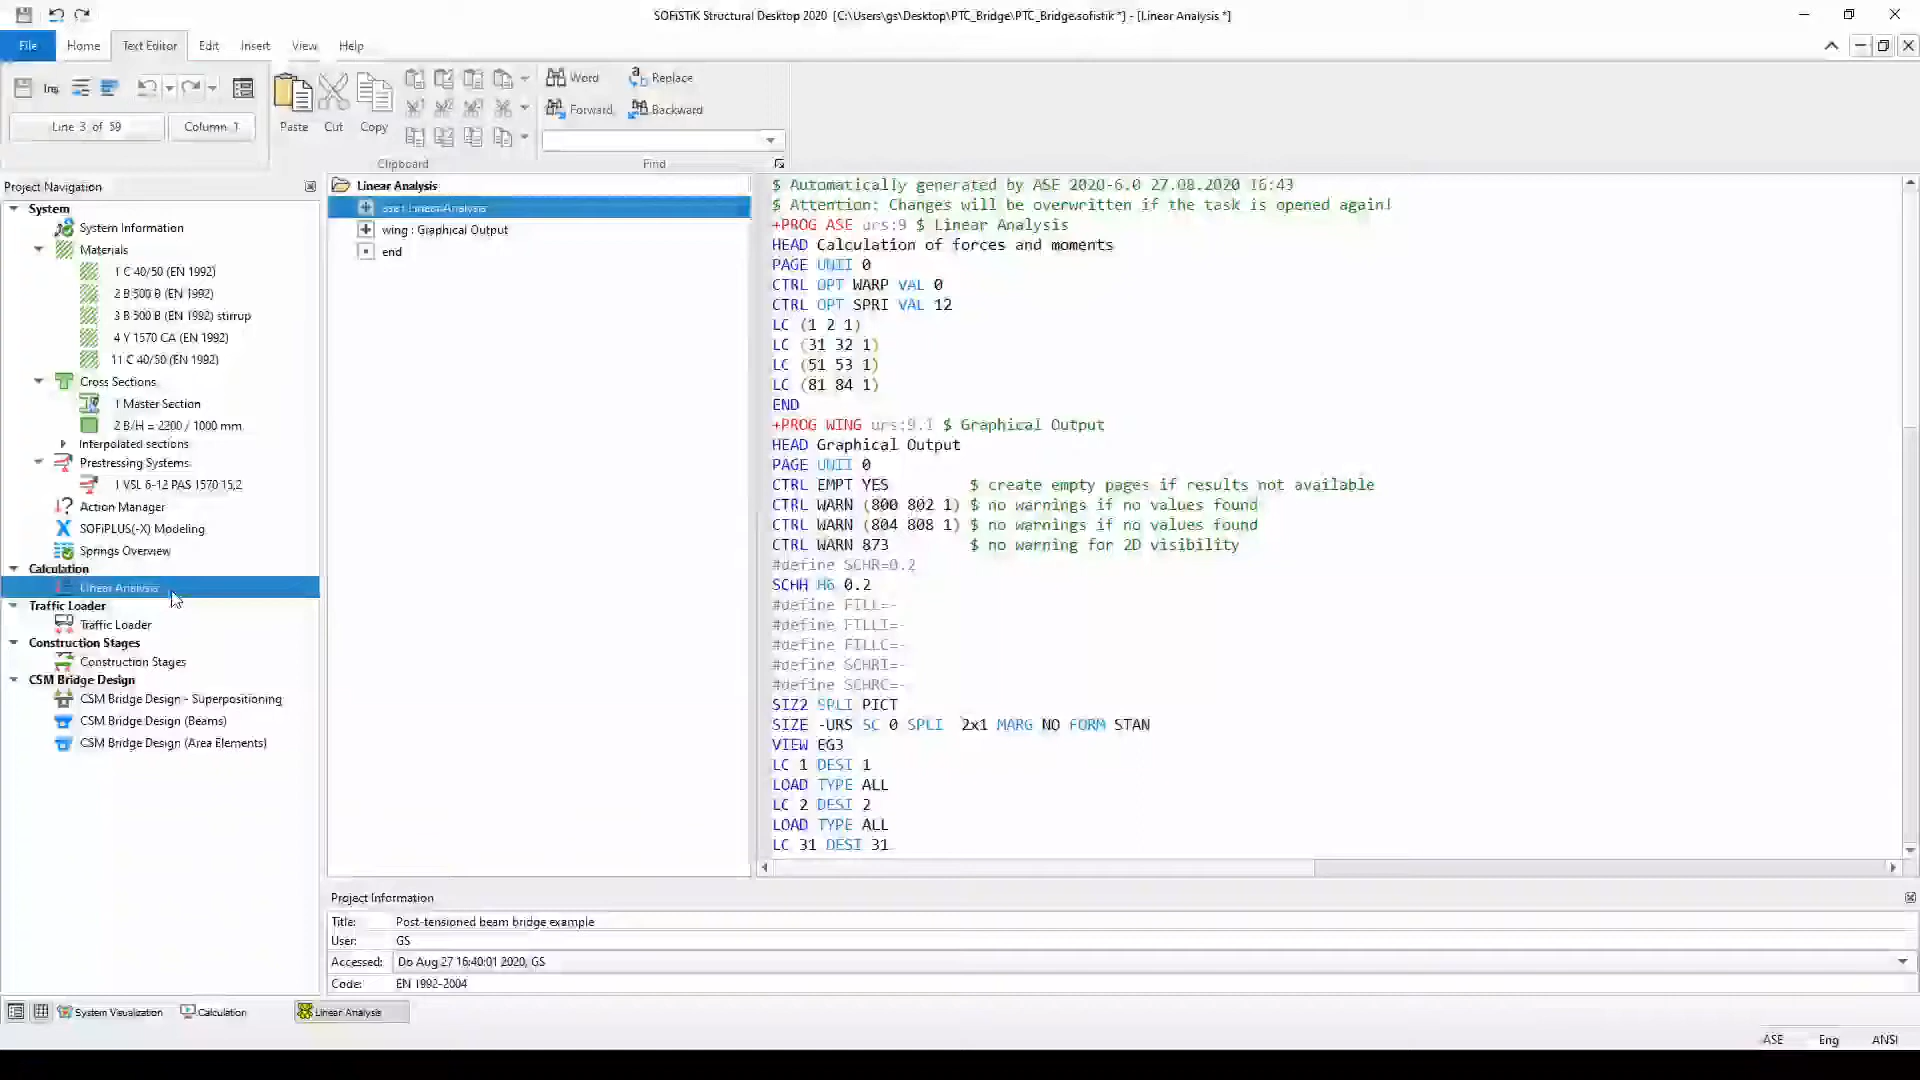 SOFiSTiK Structural Desktop 2020 [C:\Users\gs\Desktop\PTC_Bridge\PTC_Bridge.sofistik *] - [Linear Analysis *]
File Home Text Editor Edit Insert View Help
Ins
Line 3 of 59 Column 1
Paste Cut Copy
Word Replace
Forward Backward
Clipboard Find
Project Navigation
System
System Information
Materials
1 C 40/50 (EN 1992)
2 B 500 B (EN 1992)
3 B 500 B (EN 1992) stirrup
4 Y 1570 CA (EN 1992)
11 C 40/50 (EN 1992)
Cross Sections
1 Master Section
2 B/H = 2200 / 1000 mm
Interpolated sections
Prestressing Systems
1 VSL 6-12 PAS 1570 15,2
Action Manager
SOFiPLUS(-X) Modeling
Springs Overview
Calculation
Linear Analysis
Traffic Loader
Traffic Loader
Construction Stages
Construction Stages
CSM Bridge Design
CSM Bridge Design - Superpositioning
CSM Bridge Design (Beams)
CSM Bridge Design (Area Elements)
Linear Analysis
ase : Linear Analysis
wing : Graphical Output
end
$ Automatically generated by ASE 2020-6.0 27.08.2020 16:43
$ Attention: Changes will be overwritten if the task is opened again!
+PROG ASE urs:9 $ Linear Analysis
HEAD Calculation of forces and moments
PAGE UNII 0
CTRL OPT WARP VAL 0
CTRL OPT SPRI VAL 12
LC (1 2 1)
LC (31 32 1)
LC (51 53 1)
LC (81 84 1)
END
+PROG WING urs:9.1 $ Graphical Output
HEAD Graphical Output
PAGE UNII 0
CTRL EMPT YES $ create empty pages if results not available
CTRL WARN (800 802 1) $ no warnings if no values found
CTRL WARN (804 808 1) $ no warnings if no values found
CTRL WARN 873 $ no warning for 2D visibility
#define SCHR=0.2
SCHH H6 0.2
#define FILL=-
#define FILLI=-
#define FILLC=-
#define SCHRI=-
#define SCHRC=-
SIZ2 SPLI PICT
SIZE -URS SC 0 SPLI 2x1 MARG NO FORM STAN
VIEW EG3
LC 1 DESI 1
LOAD TYPE ALL
LC 2 DESI 2
LOAD TYPE ALL
LC 31 DESI 31
Project Information
Title: Post-tensioned beam bridge example
User: GS
Accessed: Do Aug 27 16:40:01 2020, GS
Code: EN 1992-2004
System Visualization Calculation Linear Analysis
ASE Eng ANSI